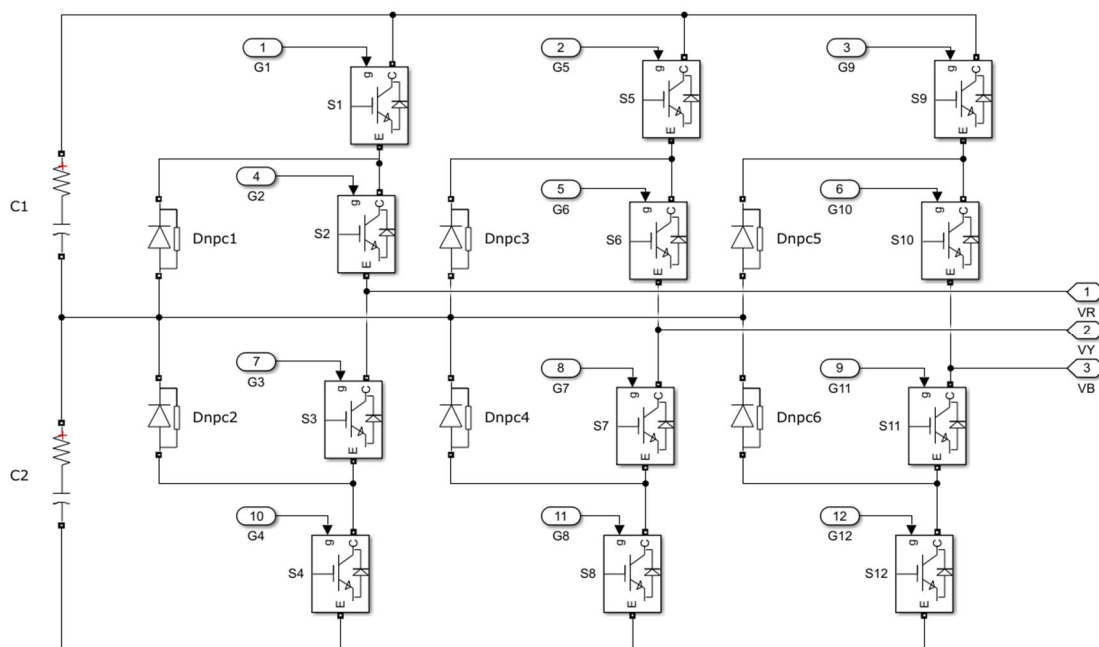 1 2 3
G1 G5 G9
g C g C g C
S1 S5 S9
E E E
4 5 6
G2 G6 G10
g C g C g C
C1
Dnpc1 S2 Dnpc3 S6 Dnpc5 S10
E E E
1
VR
2
VY
7 8 9 3
G3 G7 G11 VB
g C g C g C
Dnpc2 S3 Dnpc4 S7 Dnpc6 S11
E E E
C2
10 11 12
G4 G8 G12
g C g C g C
S4 S8 S12
E E E